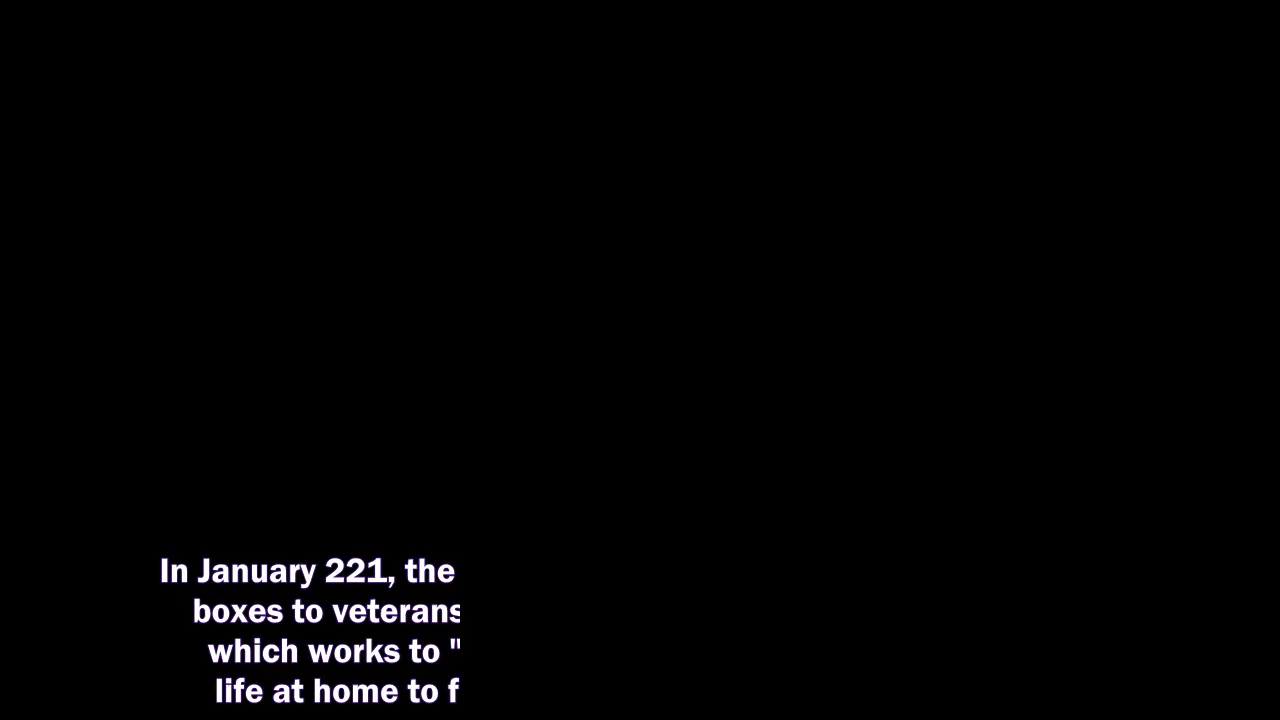 In January 221, the
boxes to veterans
which works to "
life at home to f